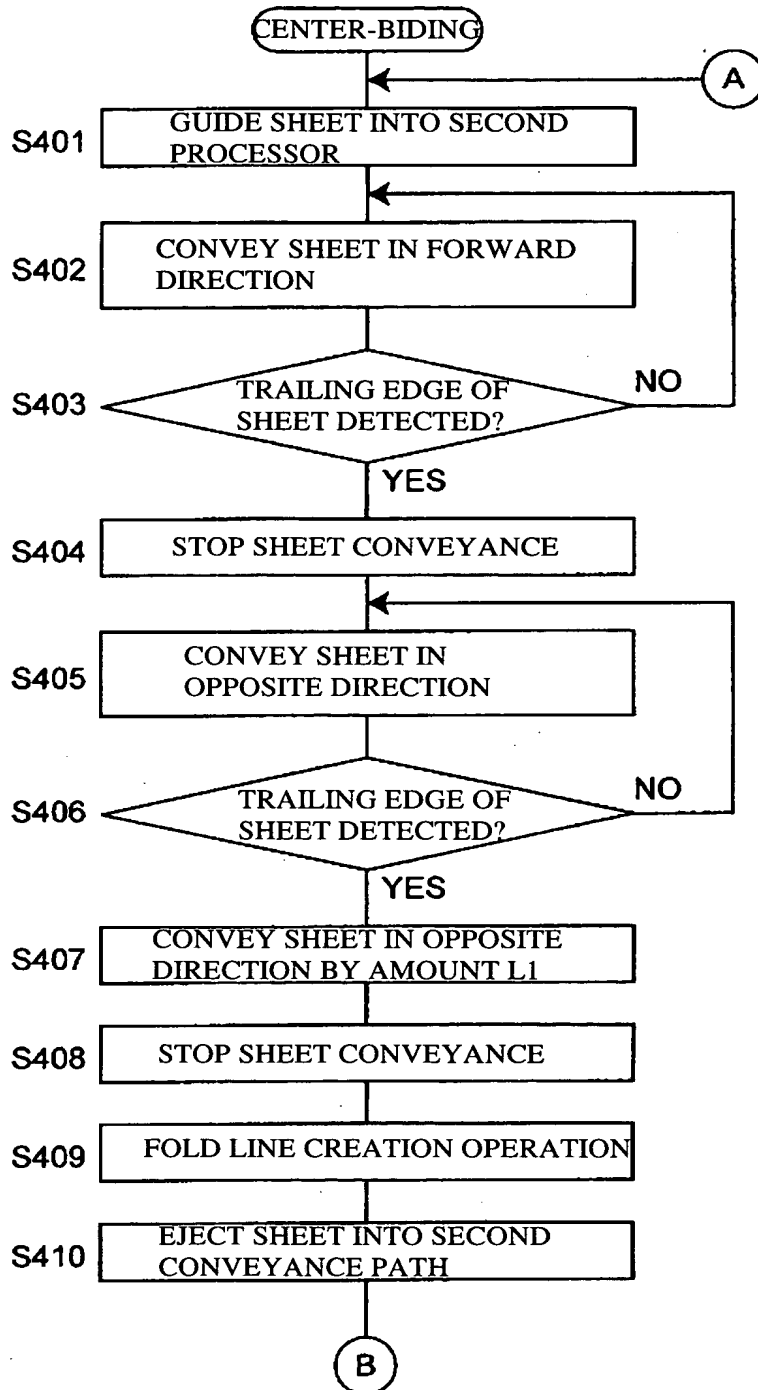 CENTER-BIDING
A
S401
GUIDE SHEET INTO SECOND
PROCESSOR
S402
CONVEY SHEET IN FORWARD
DIRECTION
S403
TRAILING EDGE OF
SHEET DETECTED?
NO
YES
S404
STOP SHEET CONVEYANCE
S405
CONVEY SHEET IN
OPPOSITE DIRECTION
S406
TRAILING EDGE OF
SHEET DETECTED?
NO
YES
S407
CONVEY SHEET IN OPPOSITE
DIRECTION BY AMOUNT L1
S408
STOP SHEET CONVEYANCE
S409
FOLD LINE CREATION OPERATION
S410
EJECT SHEET INTO SECOND
CONVEYANCE PATH
B